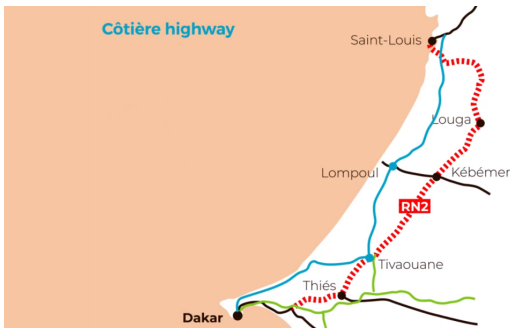 Côtière highway
Saint-Louis
Louga
Lompoul
Kébémer
RN2
Tivaouane
Thiés
Dakar